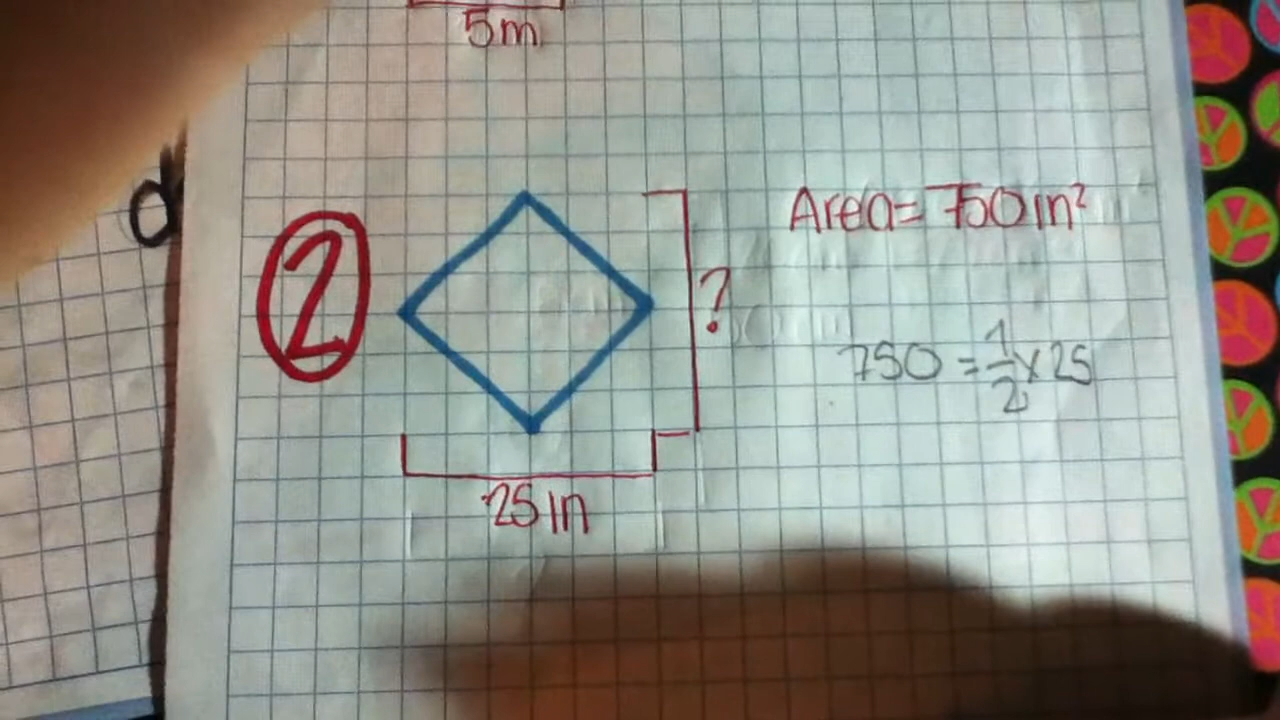 5m
2
Area = 750 in²
?
750 = 1/2 x 25
25 in
d